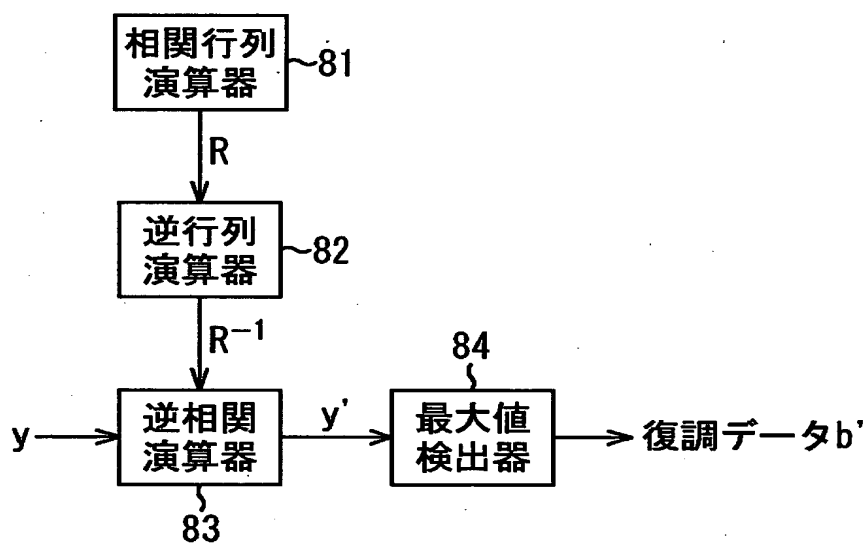 相関行列
演算器
81
R
逆行列
演算器
82
R⁻¹
84
y
逆相関
演算器
83
y'
最大値
検出器
復調データb'